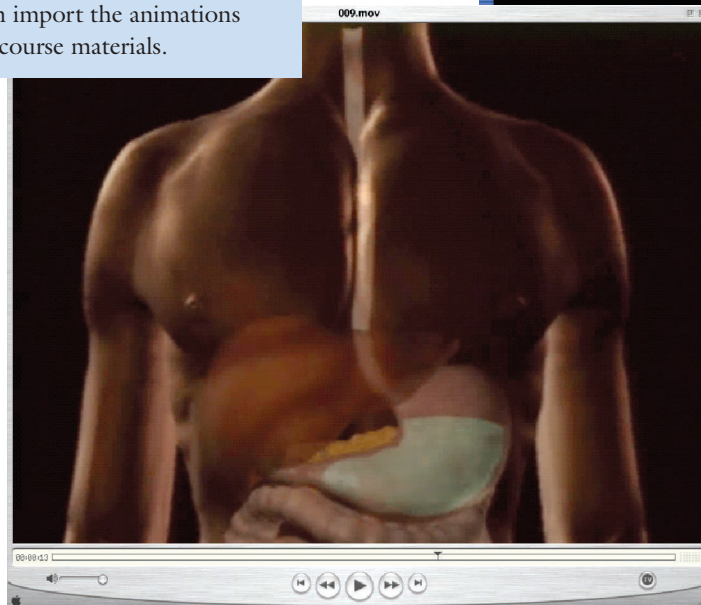 import the animations
course materials.
009.mov
00:00:13